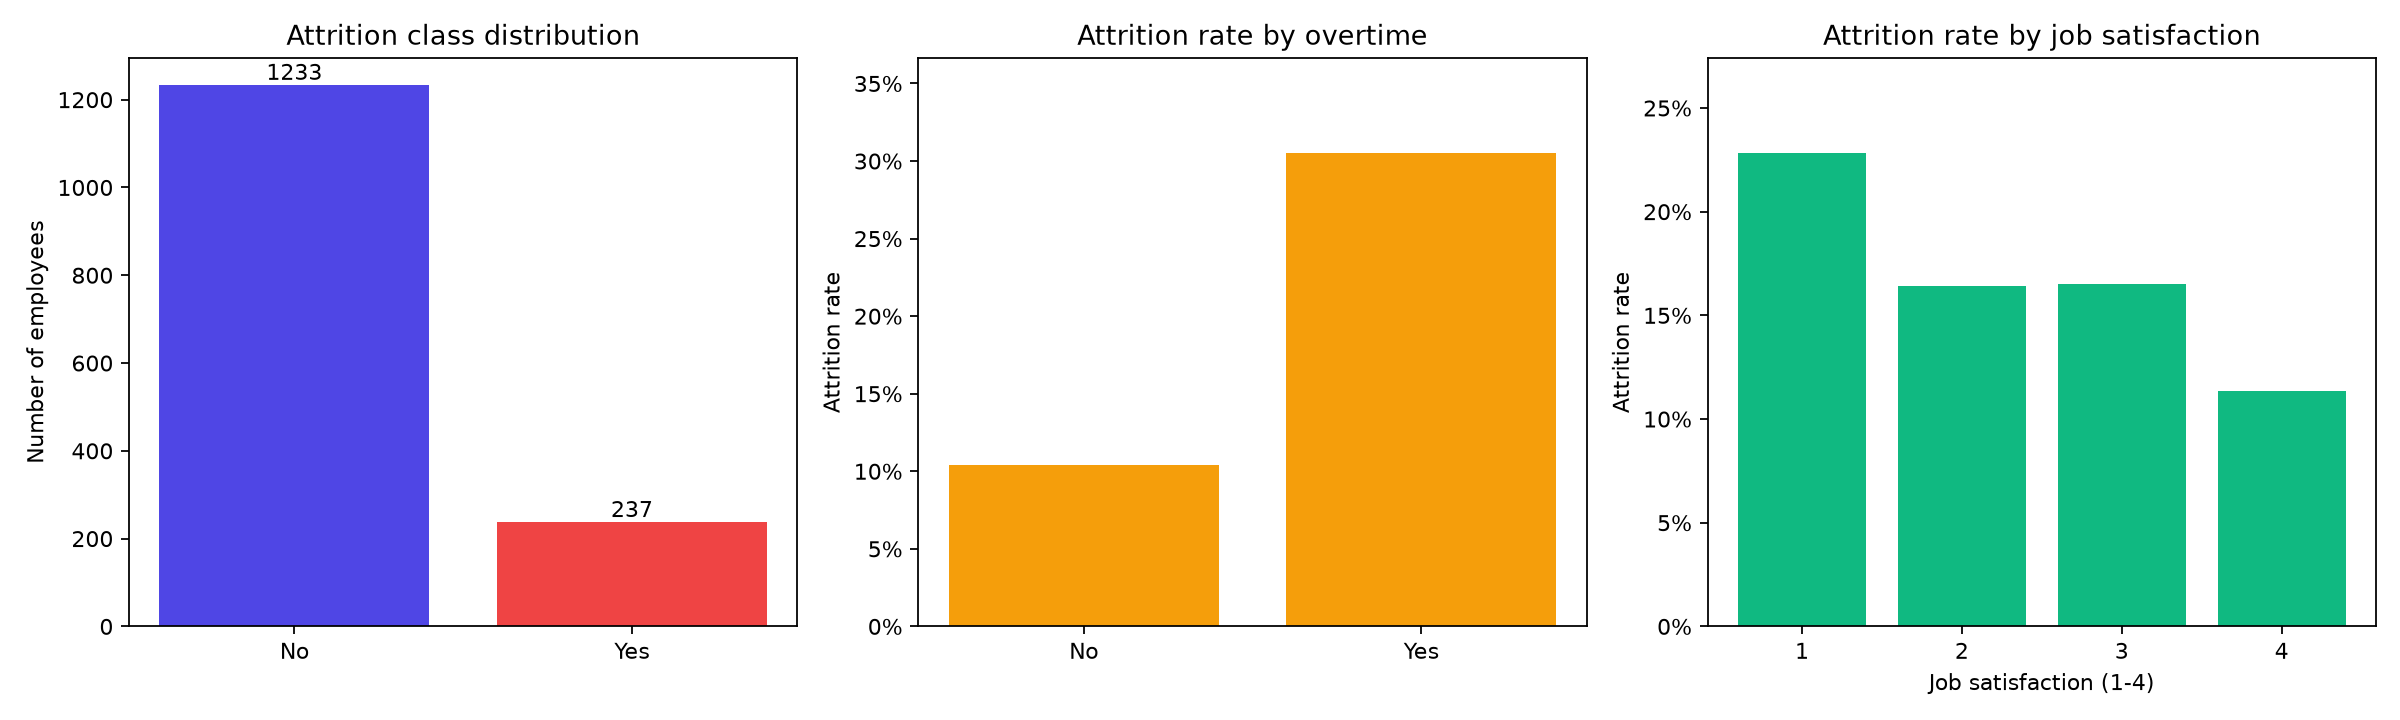 Attrition class distribution
1233
237
1200
1000
800
600
400
200
0
Number of employees
No
Yes
Attrition rate by overtime
35%
30%
25%
20%
15%
10%
5%
0%
Attrition rate
No
Yes
Attrition rate by job satisfaction
25%
20%
15%
10%
5%
0%
Attrition rate
1
2
3
4
Job satisfaction (1-4)